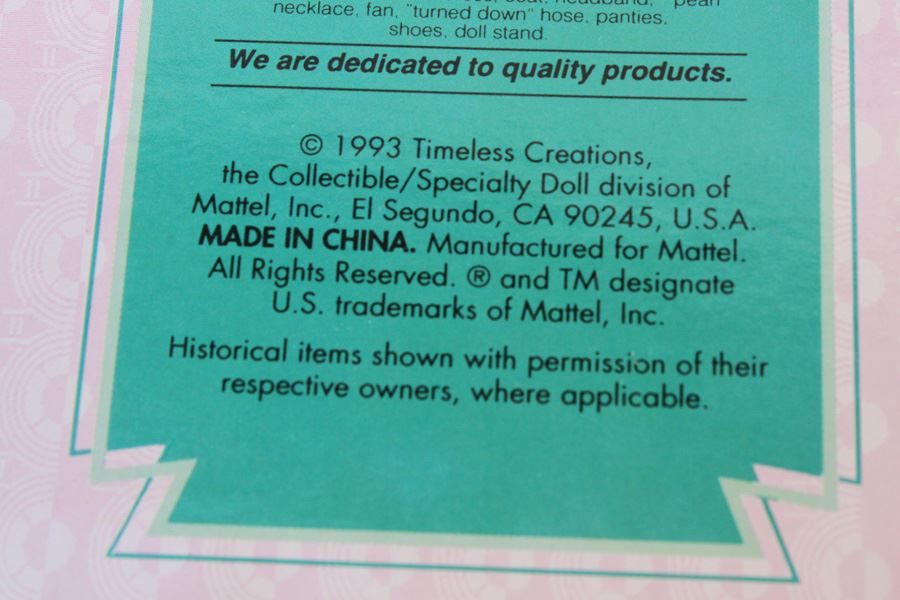 coat, headband, "pearl"
necklace, fan, "turned down" hose, panties,
shoes, doll stand.
We are dedicated to quality products.
© 1993 Timeless Creations,
the Collectible/Specialty Doll division of
Mattel, Inc., El Segundo, CA 90245, U.S.A.
MADE IN CHINA. Manufactured for Mattel.
All Rights Reserved. ® and TM designate
U.S. trademarks of Mattel, Inc.
Historical items shown with permission of their
respective owners, where applicable.